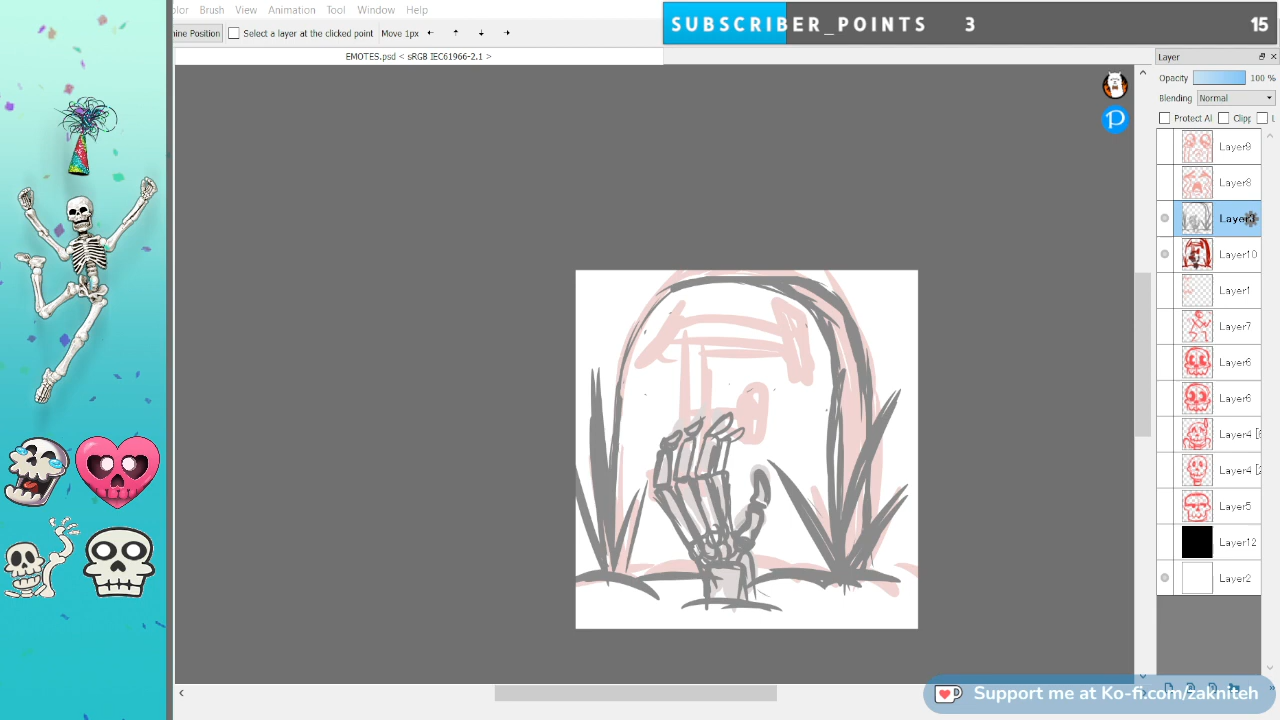 olor Brush View Animation Tool Window Help
SUBSCRIBER_POINTS 3 15
ine Position Select a layer at the clicked point Move 1px
EMOTES.psd < sRGB IEC61966-2.1 >
Layer
Opacity 100 %
Blending Normal
Protect Al Clipp L
Layer9
Layer8
Layer10
Layer1
Layer7
Layer6
Layer6
Layer4 [
Layer4 [
Layer5
Layer12
Layer2
Support me at Ko-fi.com/zakniteh